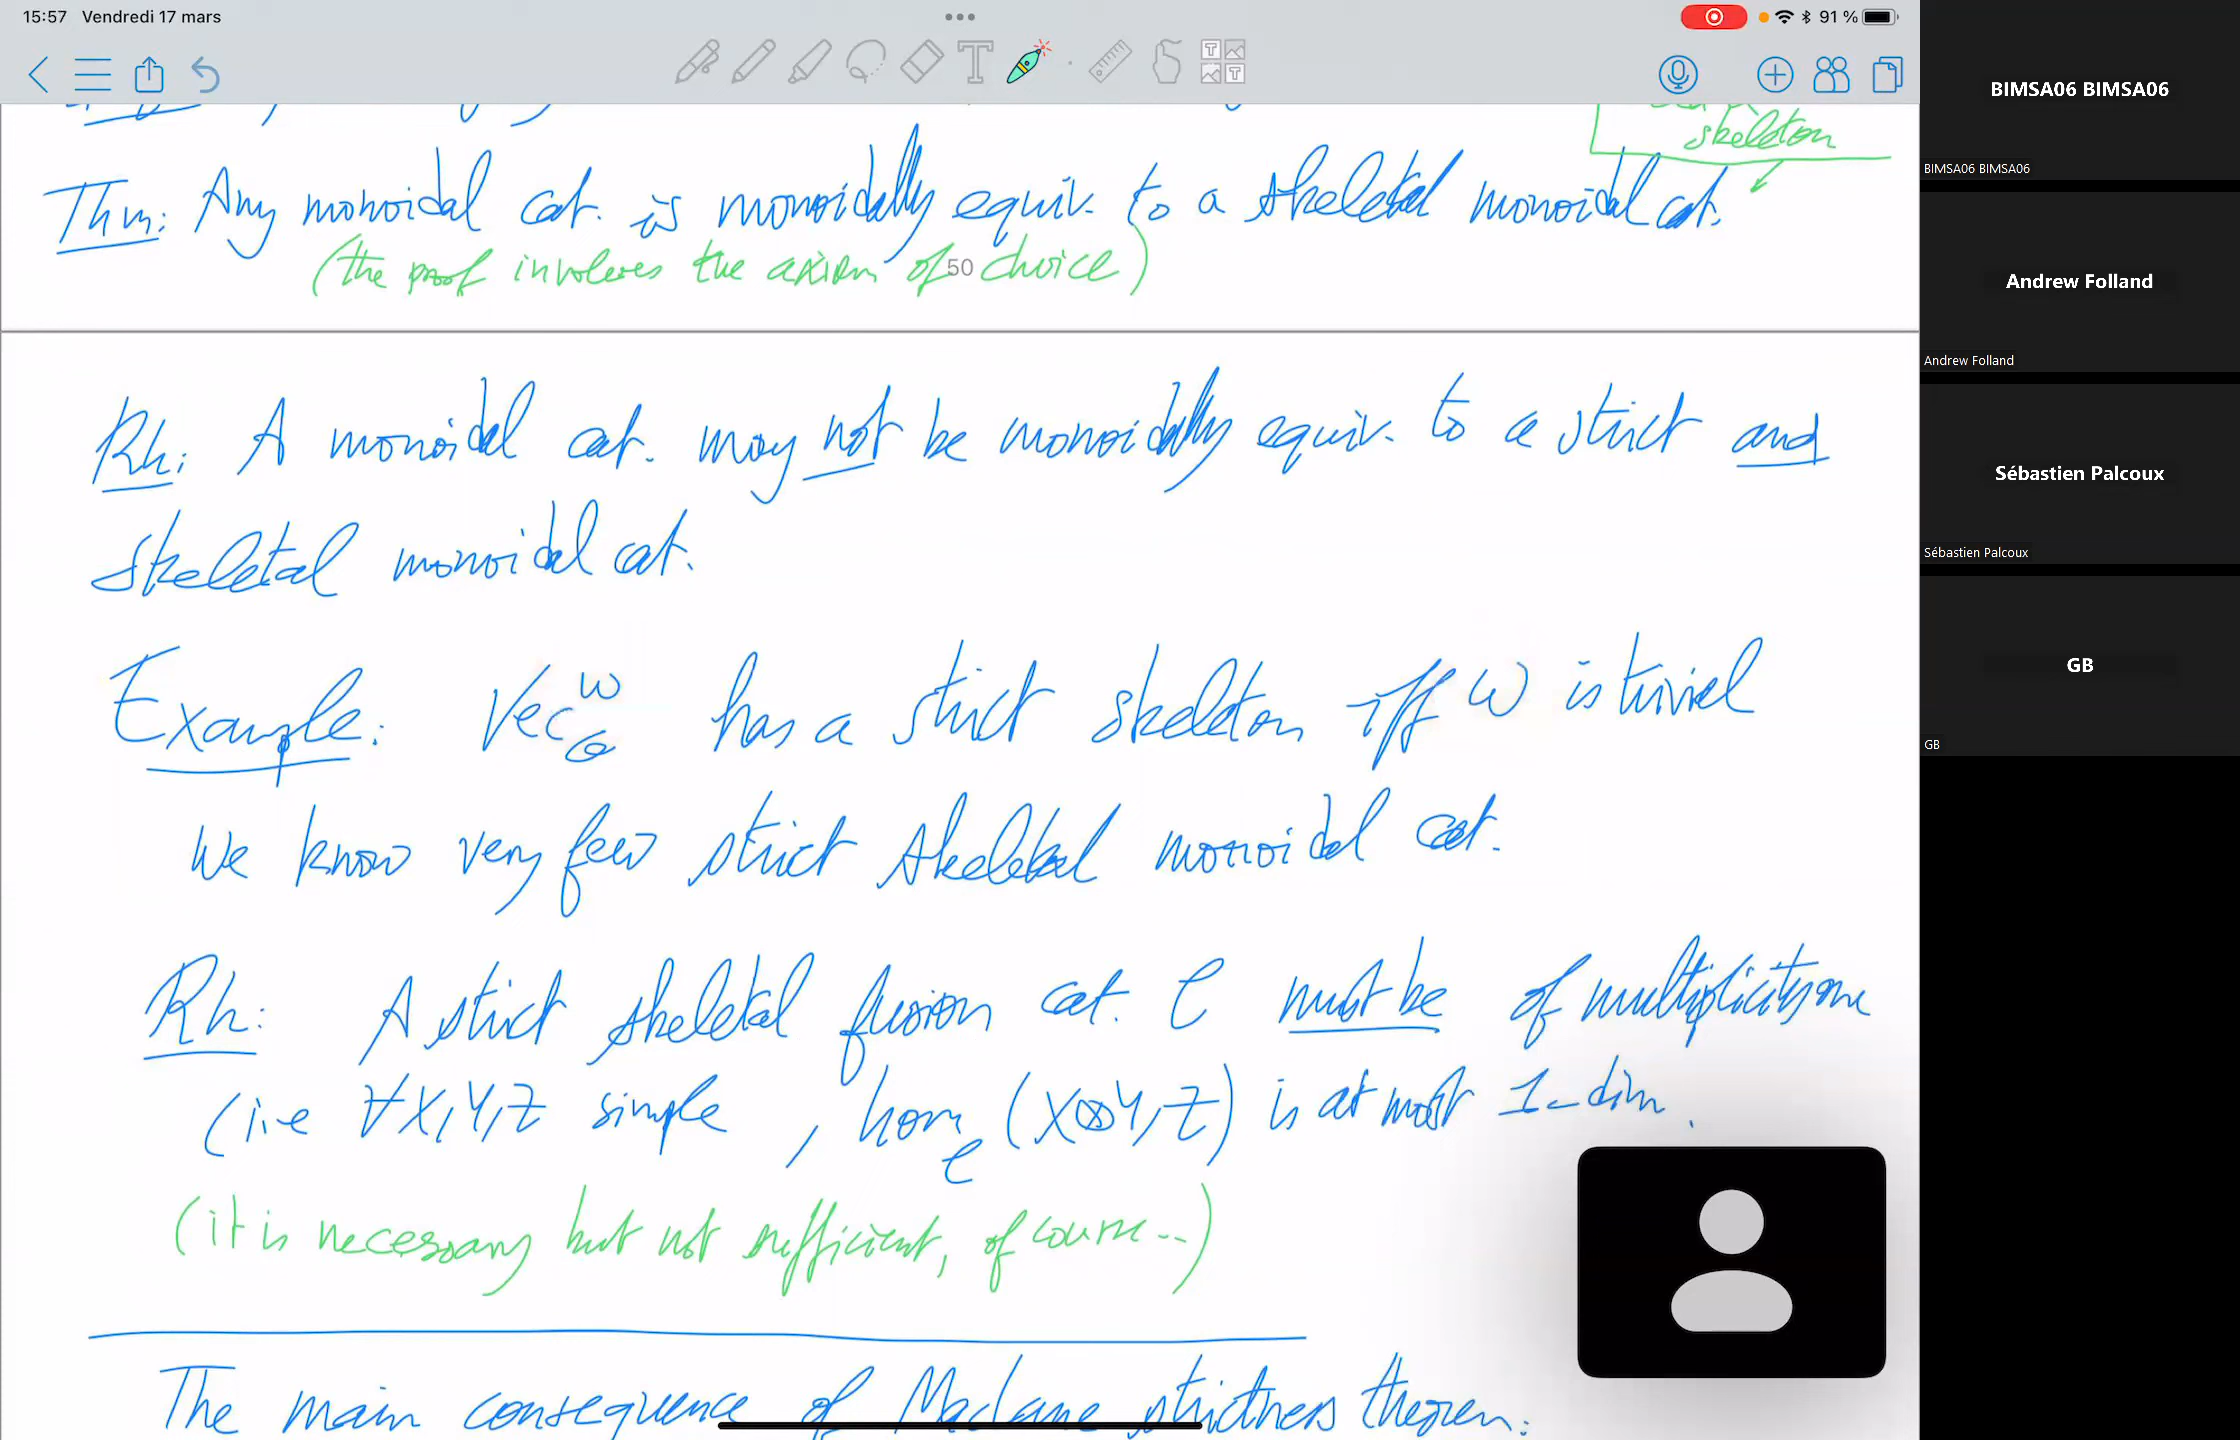 15:57 Vendredi 17 mars
91 %
BIMSA06 BIMSA06
BIMSA06 BIMSA06
Andrew Folland
Andrew Folland
Sébastien Palcoux
Sébastien Palcoux
GB
GB
skeleton
Thm: Any monoidal cat. is monoidally equiv. to a skeletal monoidal cat.
(the proof involves the axiom of choice)
50
Rk: A monoidal cat. may not be monoidally equiv. to a strict and
skeletal monoidal cat.
Example: Vec_G^ω has a strict skeleton iff ω is trivial
We know very few strict skeletal monoidal cat.
Rk: A strict skeletal fusion cat. C must be of multiplicity one
(i.e ∀X,Y,Z simple, hom_C (X⊗Y,Z) is at most 1-dim.
(it is necessary but not sufficient, of course..)
The main consequence of MacLane strictness theorem: